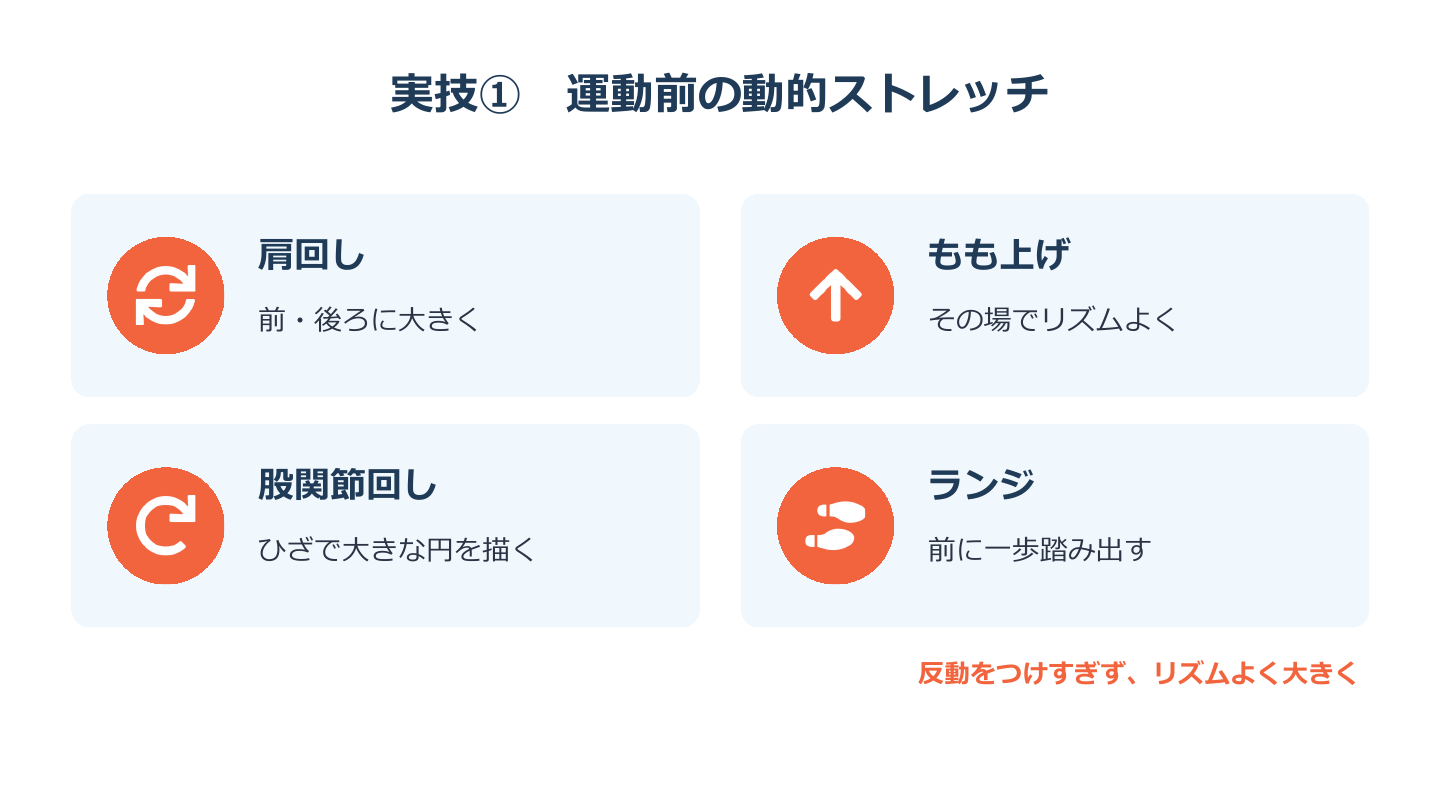 実技①　運動前の動的ストレッチ
肩回し
前・後ろに大きく
もも上げ
その場でリズムよく
股関節回し
ひざで大きな円を描く
ランジ
前に一歩踏み出す
反動をつけすぎず、リズムよく大きく